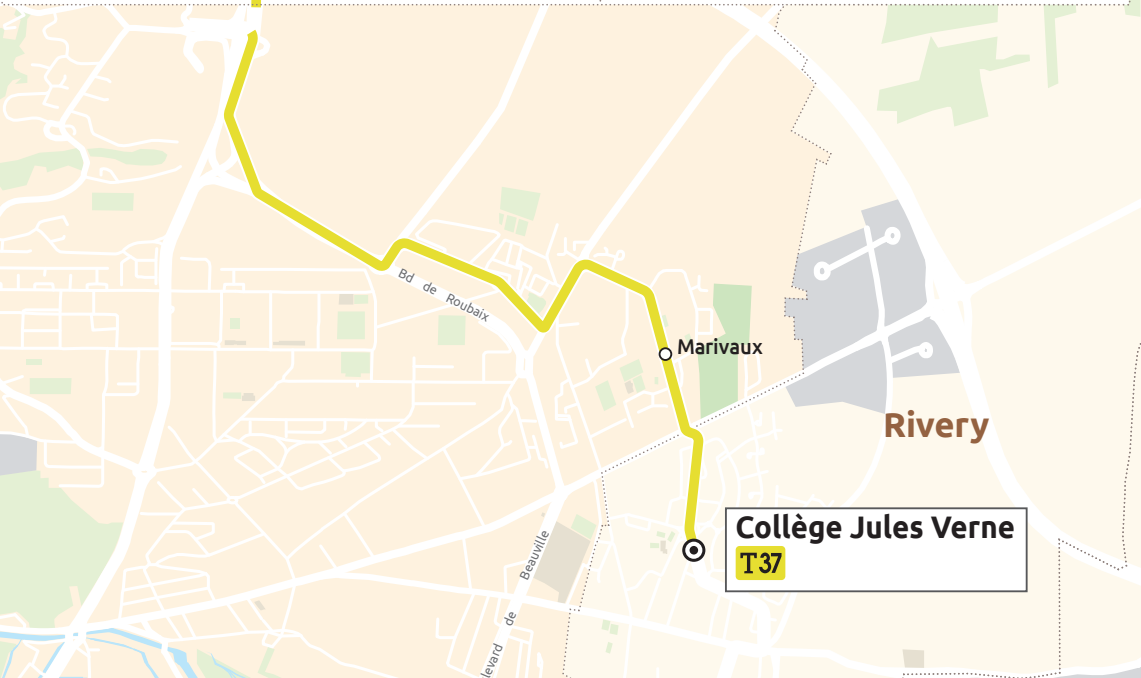 Bd de Roubaix
Marivaux
Rivery
Collège Jules Verne
T37
Beauville
de
levard